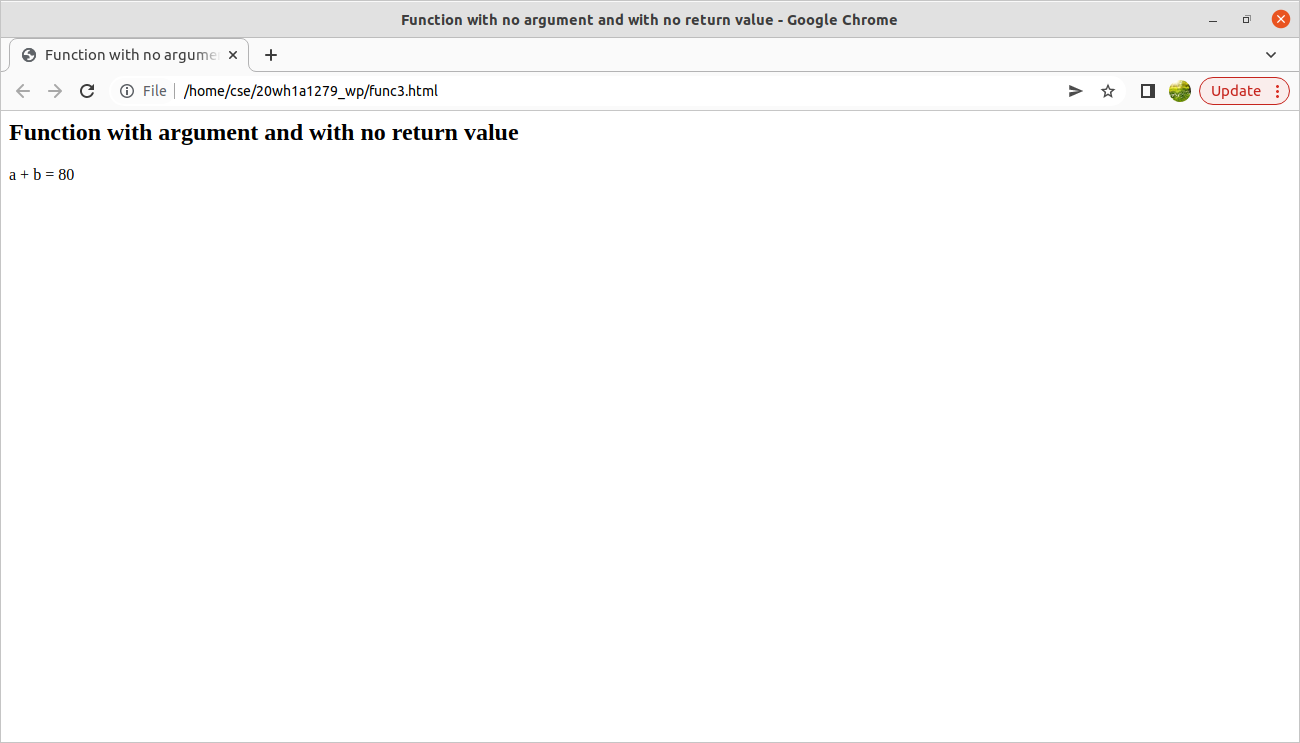 Function with no argument and with no return value - Google Chrome
Function with no argume
File /home/cse/20wh1a1279_wp/func3.html
Update
Function with argument and with no return value
a + b = 80